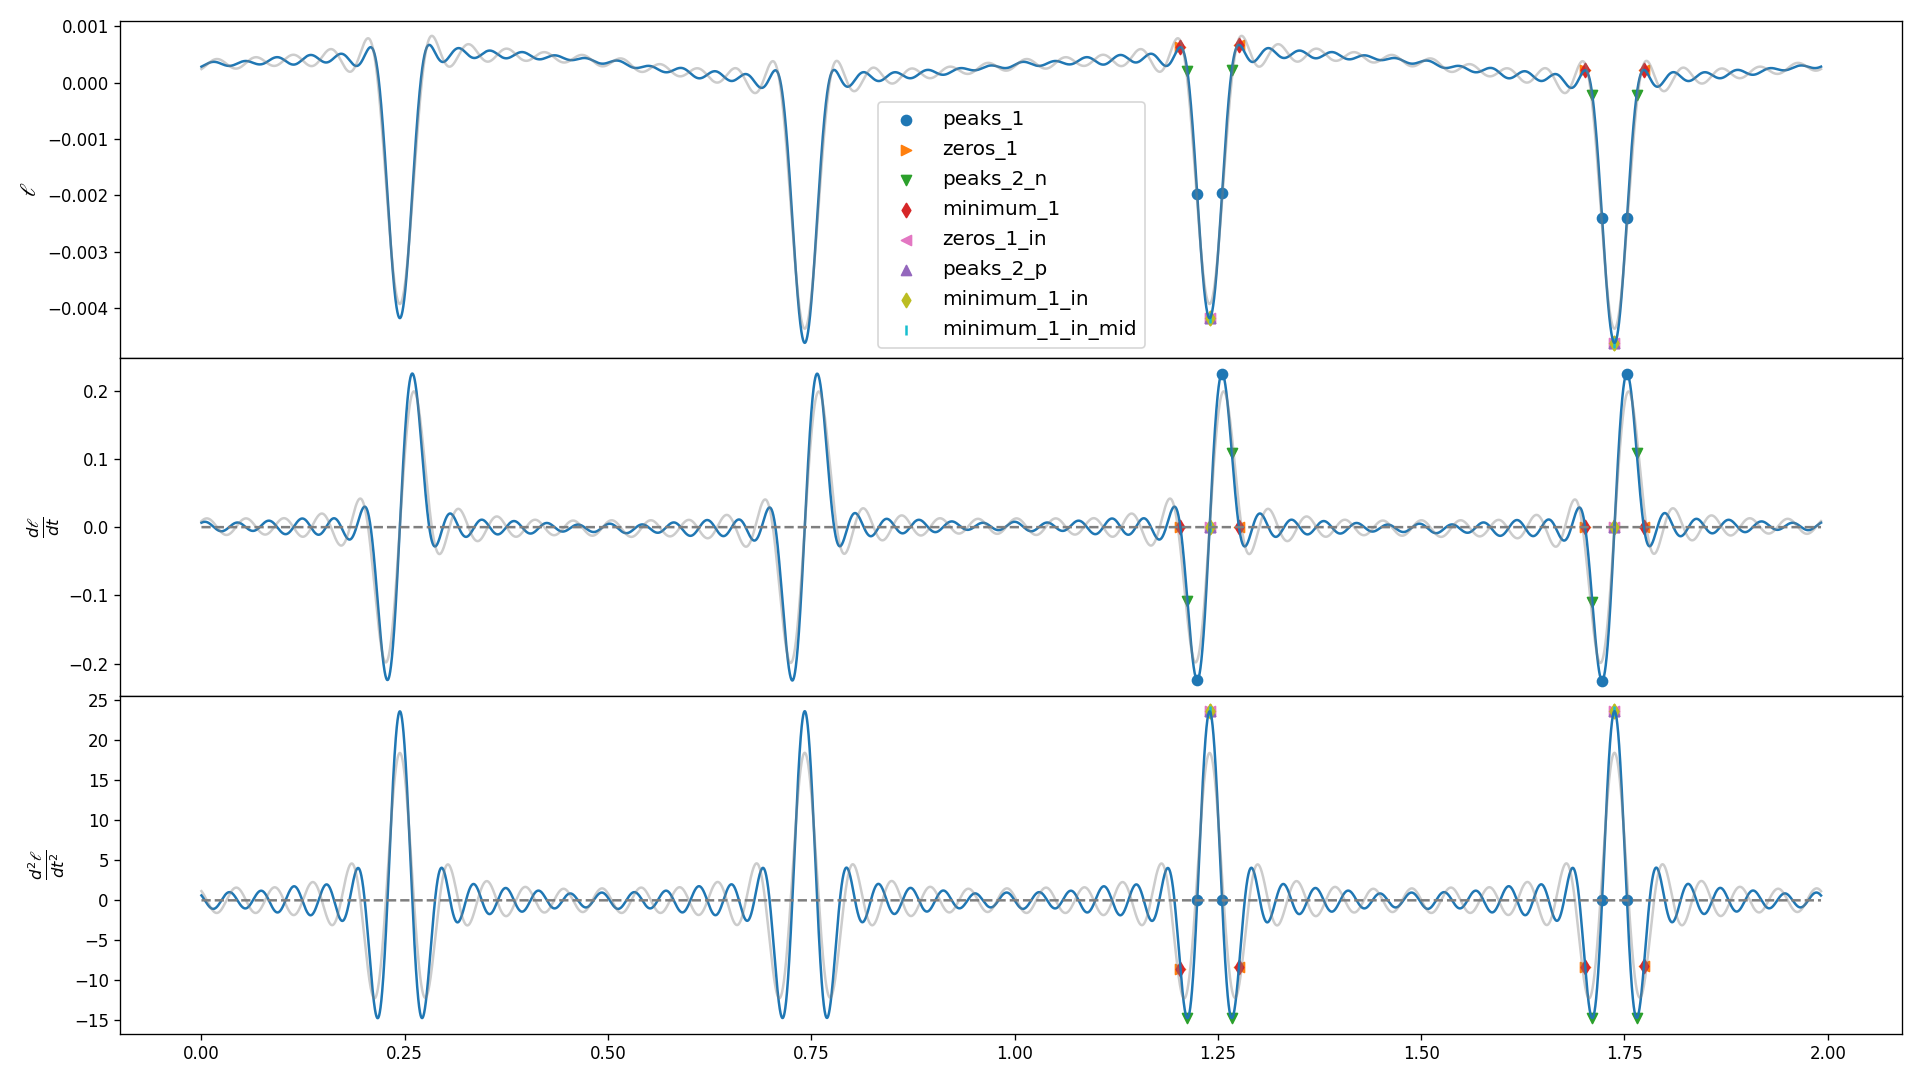 0.001
0.000
−0.001
−0.002
−0.003
−0.004
ℓ
peaks_1
zeros_1
peaks_2_n
minimum_1
zeros_1_in
peaks_2_p
minimum_1_in
minimum_1_in_mid
0.2
0.1
0.0
−0.1
−0.2
dℓ
dt
25
20
15
10
5
0
−5
−10
−15
d²ℓ
dt²
0.00 0.25 0.50 0.75 1.00 1.25 1.50 1.75 2.00